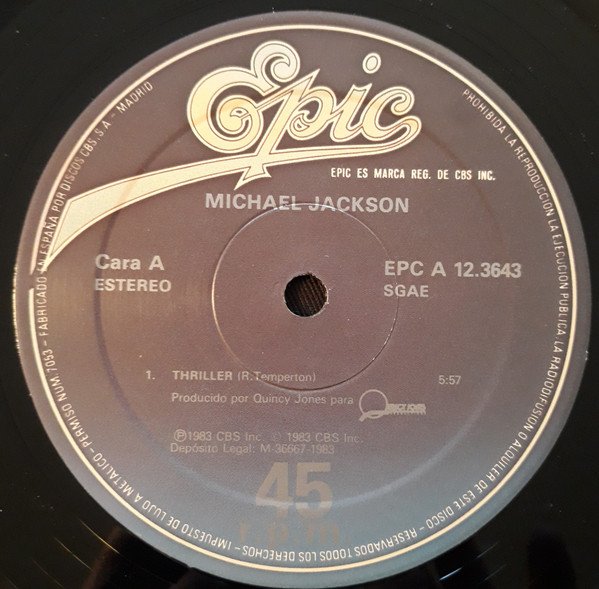 Epic
EPIC ES MARCA REG. DE CBS INC.
MICHAEL JACKSON
Cara A
ESTEREO
EPC A 12.3643
SGAE
1. THRILLER (R. Temperton) 5:57
Producido por Quincy Jones para
QUINCY JONES
℗1983 CBS Inc. © 1983 CBS Inc.
Depósito Legal: M-36667-1983
45
r.p.m.
PROHIBIDA LA REPRODUCCION, LA EJECUCION PUBLICA, LA RADIODIFUSION O ALQUILER DE ESTE DISCO - RESERVADOS TODOS LOS DERECHOS - IMPUESTO DE LUJO A METALICO - PERMISO NUM. 7053 - FABRICADO EN ESPAÑA POR DISCOS CBS, S.A. - MADRID